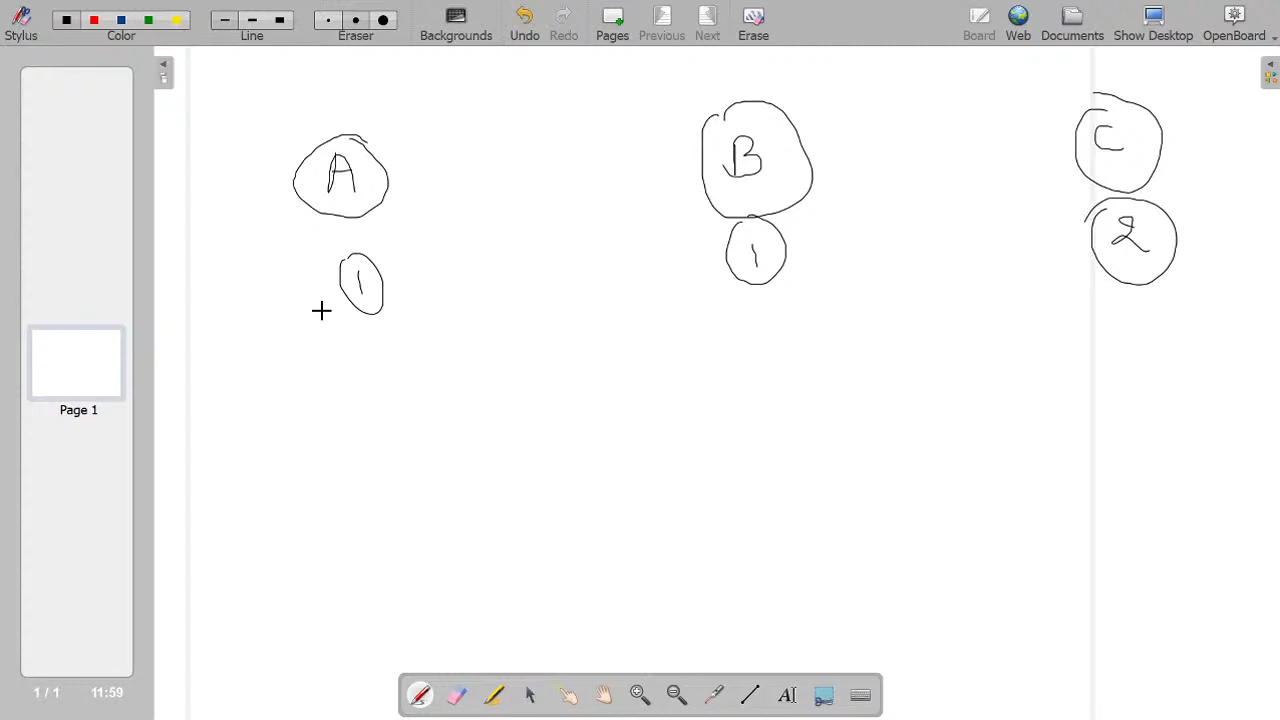 Stylus
Color
Line
Eraser
Backgrounds
Undo
Redo
Pages
Previous
Next
Erase
Board
Web
Documents
Show Desktop
OpenBoard
A
B
C
1
1
2
Page 1
1 / 1
11:59
A